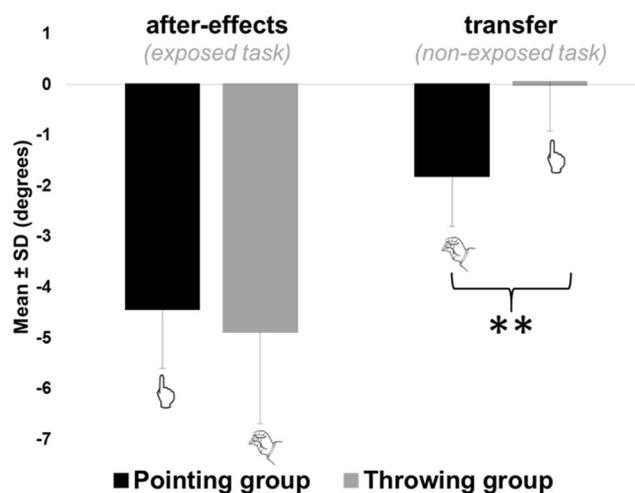 after-effects
(exposed task)
transfer
(non-exposed task)
Mean ± SD (degrees)
1
0
-1
-2
-3
-4
-5
-6
-7
**
Pointing group
Throwing group